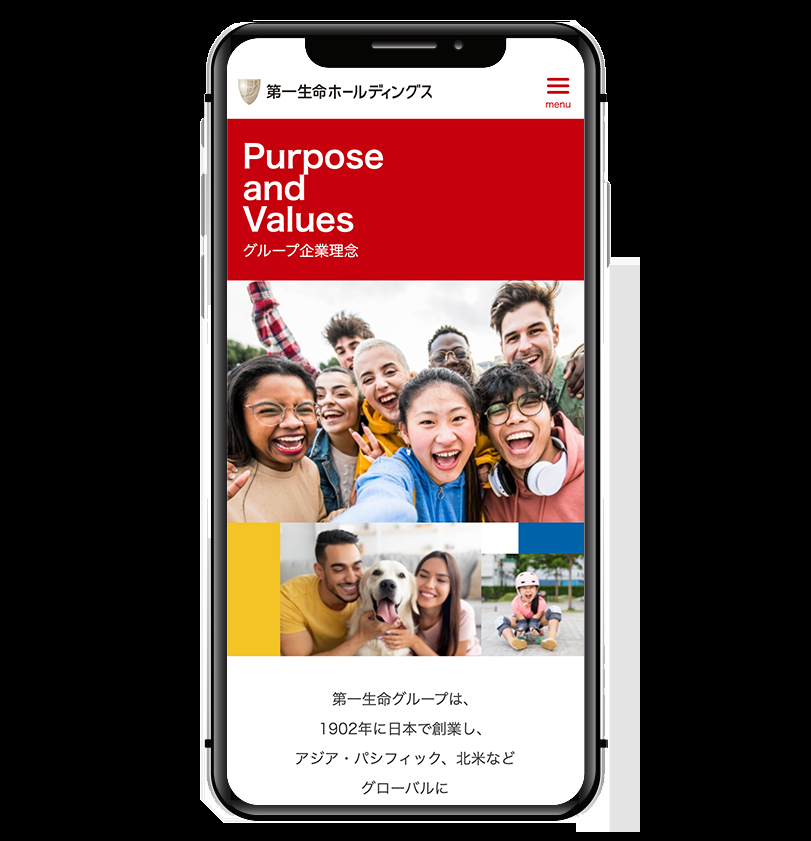 第一生命ホールディングス
menu
Purpose
and
Values
グループ企業理念
第一生命グループは、
1902年に日本で創業し、
アジア・パシフィック、北米など
グローバルに